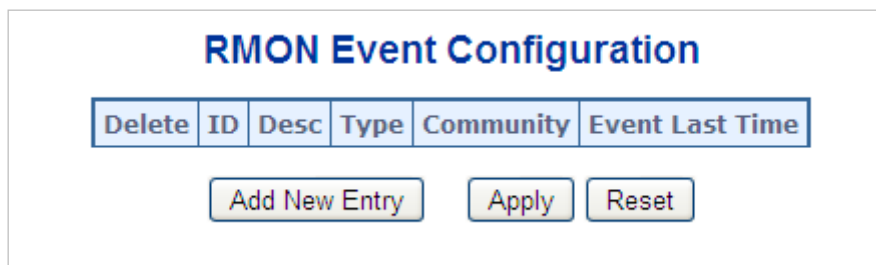 RMON Event Configuration
Delete ID Desc Type Community Event Last Time
Add New Entry Apply Reset